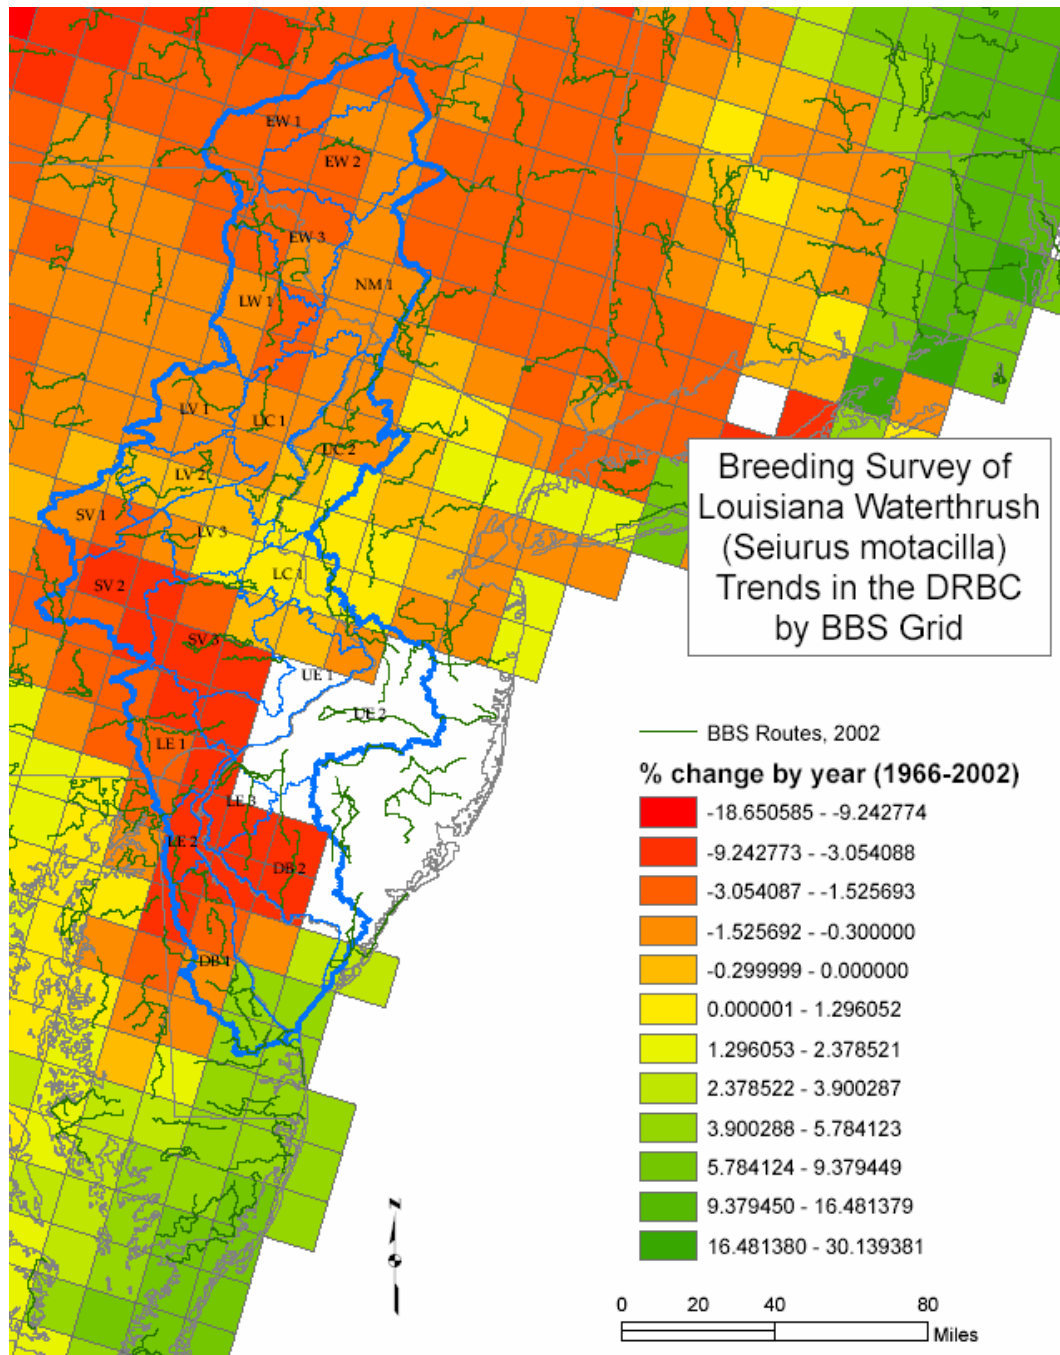 EW 1
EW 2
EW 3
NM 1
LW 1
LV 1
UC 1
UC 2
LV 2
SV 1
LV 3
LC 1
SV 2
SV 3
UE 1
UE 2
LE 1
LE 3
LE 2
DB 2
DB 1
Breeding Survey of
Louisiana Waterthrush
(Seiurus motacilla)
Trends in the DRBC
by BBS Grid
BBS Routes, 2002
% change by year (1966-2002)
-18.650585 - -9.242774
-9.242773 - -3.054088
-3.054087 - -1.525693
-1.525692 - -0.300000
-0.299999 - 0.000000
0.000001 - 1.296052
1.296053 - 2.378521
2.378522 - 3.900287
3.900288 - 5.784123
5.784124 - 9.379449
9.379450 - 16.481379
16.481380 - 30.139381
N
0 20 40 80
Miles